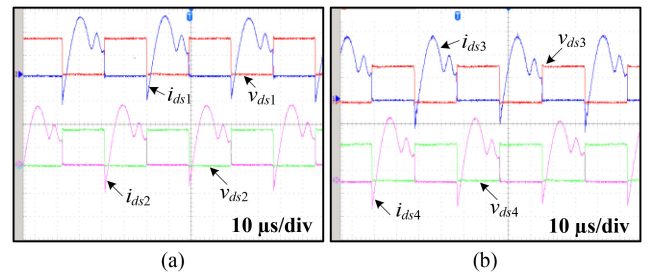 i_ds1
v_ds1
v_ds2
i_ds2
10 µs/div
(a)
i_ds3
v_ds3
i_ds4
v_ds4
10 µs/div
(b)